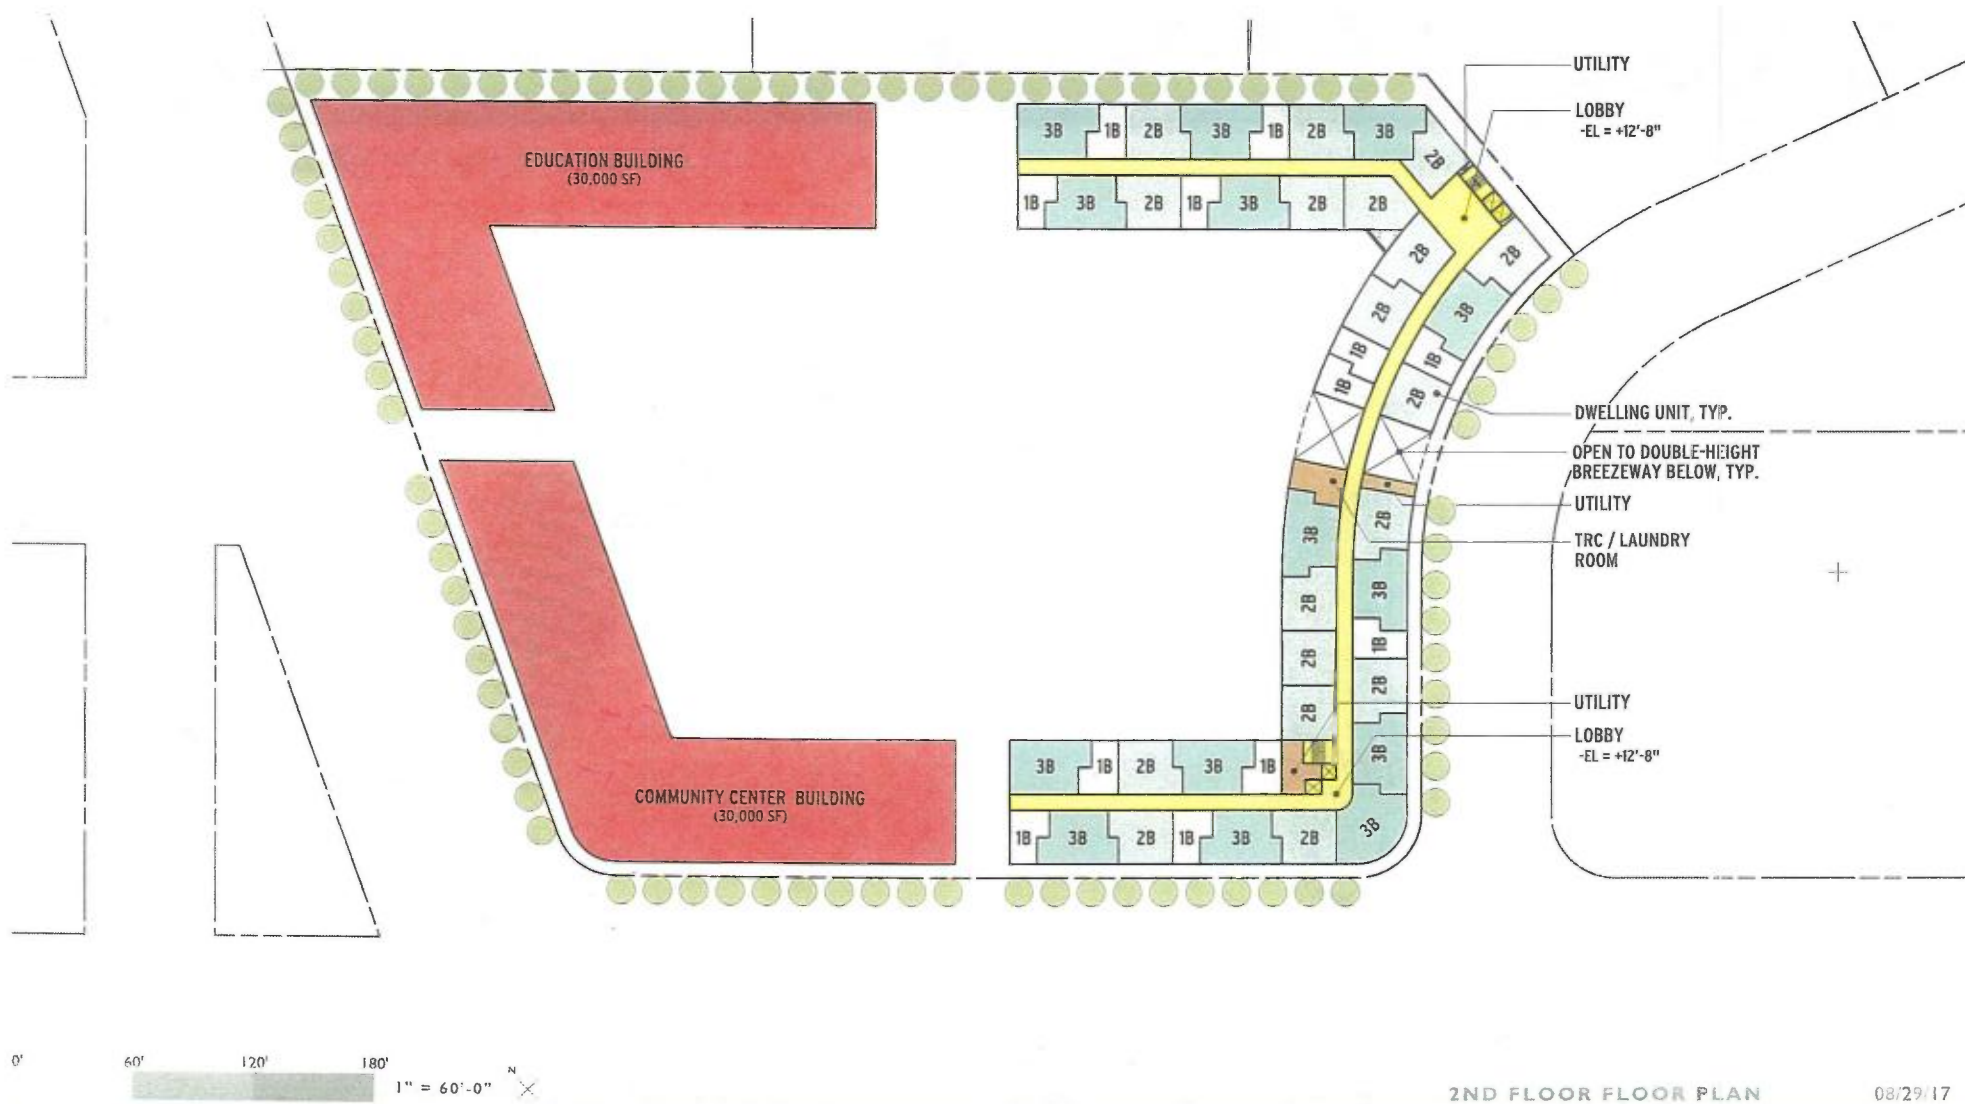 UTILITY
LOBBY
-EL = +12'-8"
3B
1B
2B
3B
1B
2B
3B
2B
EDUCATION BUILDING
(30,000 SF)
1B
3B
2B
1B
3B
2B
2B
2B
2B
2B
3B
1B
1B
1B
2B
DWELLING UNIT, TYP.
OPEN TO DOUBLE-HEIGHT
BREEZEWAY BELOW, TYP.
UTILITY
TRC / LAUNDRY
ROOM
2B
3B
3B
2B
1B
2B
2B
2B
UTILITY
LOBBY
-EL = +12'-8"
3B
3B
1B
2B
3B
1B
COMMUNITY CENTER BUILDING
(30,000 SF)
1B
3B
2B
1B
3B
2B
3B
0'
60'
120'
180'
1" = 60'-0"
N
2ND FLOOR FLOOR PLAN
08/29/17